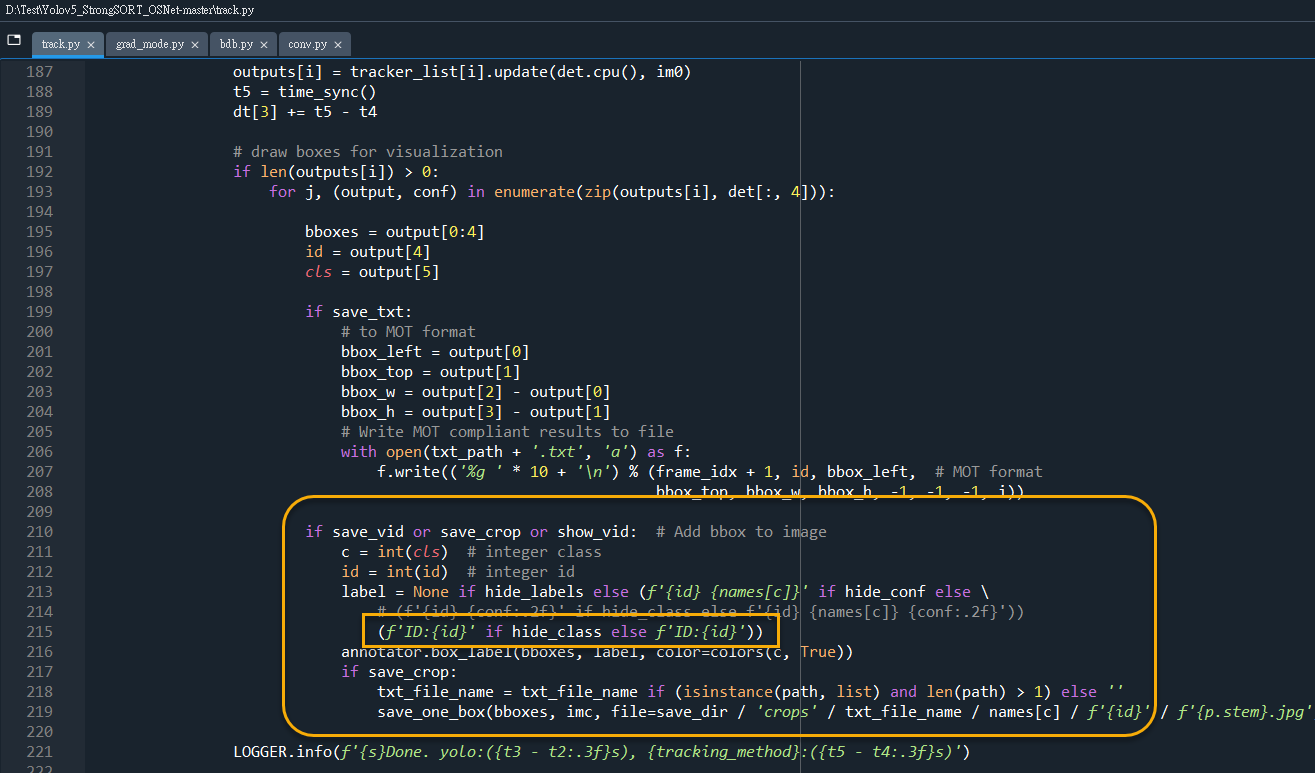 D:\Test\Yolov5_StrongSORT_OSNet-master\track.py
track.py × grad_mode.py × bdb.py × conv.py ×
187 outputs[i] = tracker_list[i].update(det.cpu(), im0)
188 t5 = time_sync()
189 dt[3] += t5 - t4
190
191 # draw boxes for visualization
192 if len(outputs[i]) > 0:
193 for j, (output, conf) in enumerate(zip(outputs[i], det[:, 4])):
194
195 bboxes = output[0:4]
196 id = output[4]
197 cls = output[5]
198
199 if save_txt:
200 # to MOT format
201 bbox_left = output[0]
202 bbox_top = output[1]
203 bbox_w = output[2] - output[0]
204 bbox_h = output[3] - output[1]
205 # Write MOT compliant results to file
206 with open(txt_path + '.txt', 'a') as f:
207 f.write(('%g ' * 10 + '\n') % (frame_idx + 1, id, bbox_left,  # MOT format
208 bbox_top, bbox_w, bbox_h, -1, -1, -1, i))
209
210 if save_vid or save_crop or show_vid:  # Add bbox to image
211 c = int(cls)  # integer class
212 id = int(id)  # integer id
213 label = None if hide_labels else (f'{id} {names[c]}' if hide_conf else \
214 # (f'{id} {conf:.2f}' if hide_class else f'{id} {names[c]} {conf:.2f}'))
215 (f'ID:{id}' if hide_class else f'ID:{id}'))
216 annotator.box_label(bboxes, label, color=colors(c, True))
217 if save_crop:
218 txt_file_name = txt_file_name if (isinstance(path, list) and len(path) > 1) else ''
219 save_one_box(bboxes, imc, file=save_dir / 'crops' / txt_file_name / names[c] / f'{id}' / f'{p.stem}.jpg'
220
221 LOGGER.info(f'{s}Done. yolo:({t3 - t2:.3f}s), {tracking_method}:({t5 - t4:.3f}s)')
222